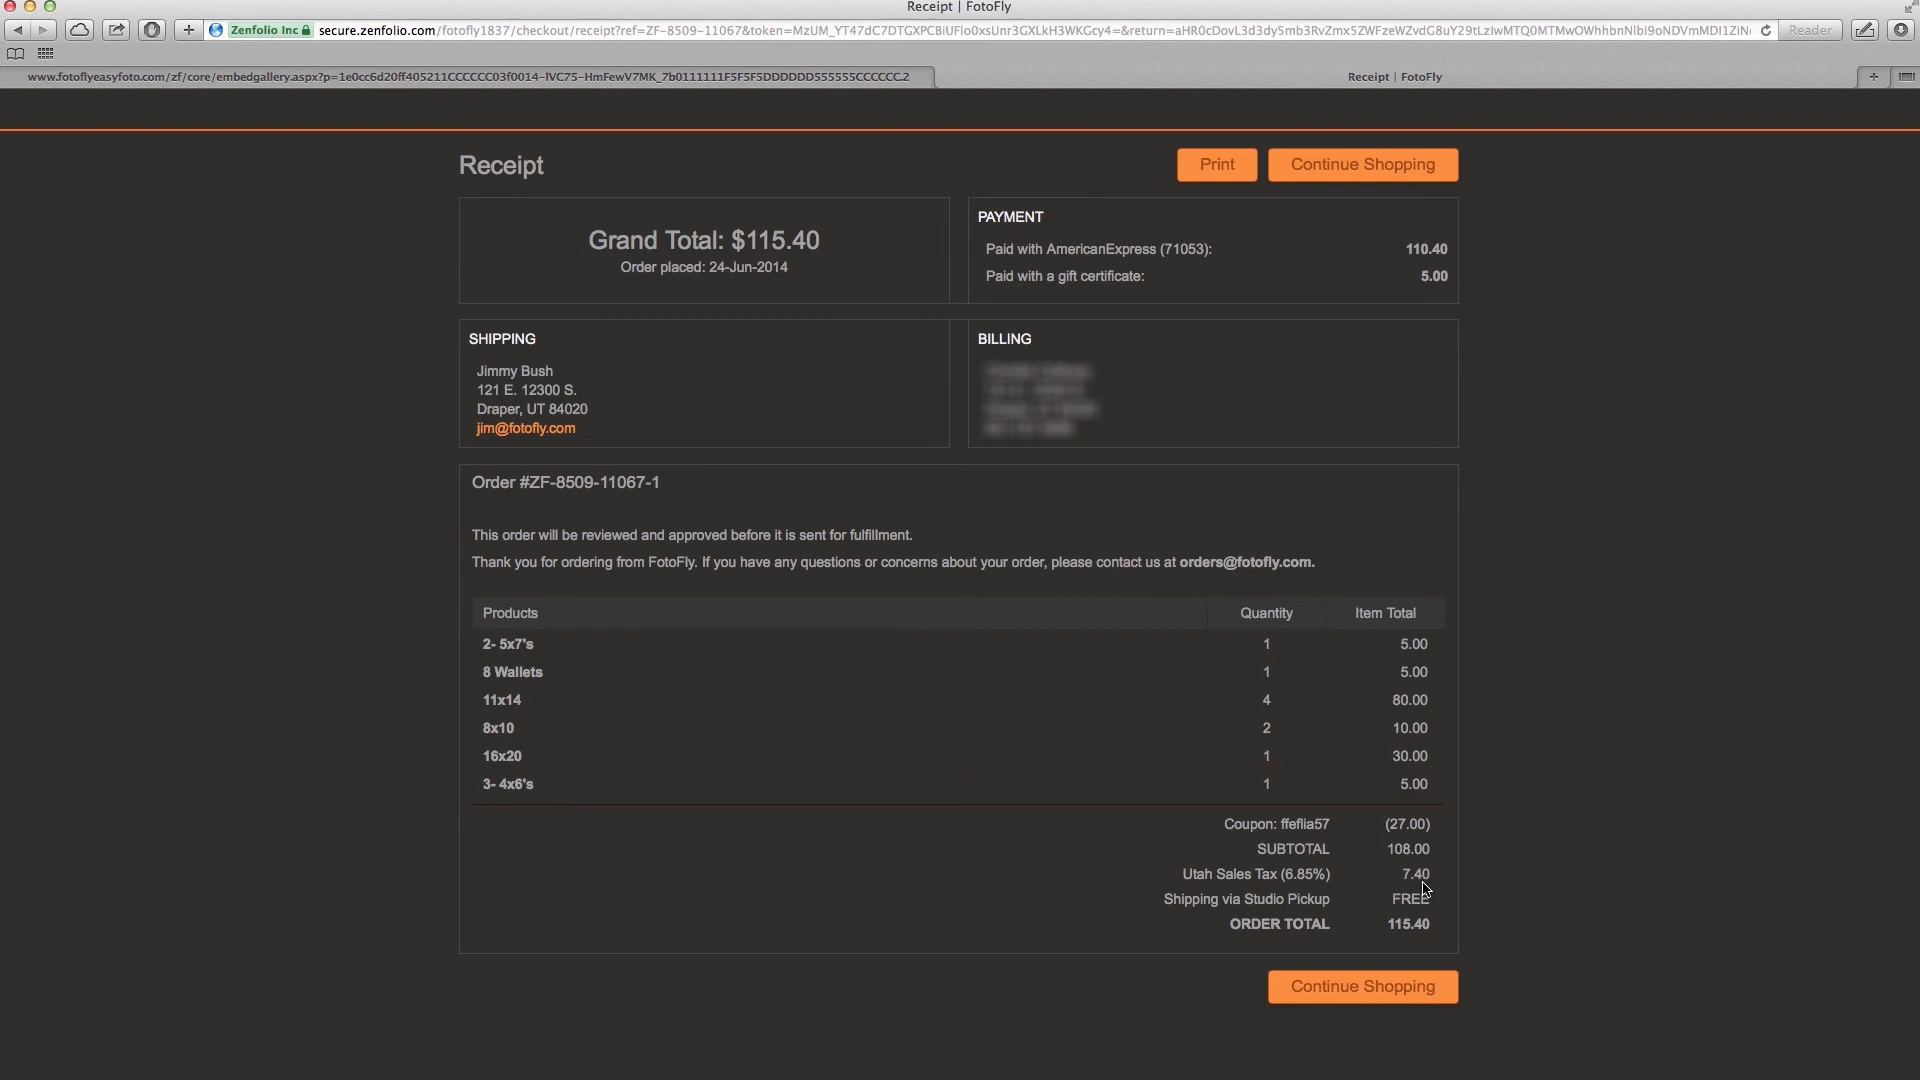 Receipt | FotoFly
Zenfolio Inc
secure.zenfolio.com/fotofly1837/checkout/receipt?ref=ZF-8509-11067&token=MzUM_YT47dC7DTGXPCBiUFlo0xsUnr3GXLkH3WKGcy4=&return=
Reader
www.fotoflyeasyfoto.com/zf/core/embedgallery.aspx?p=1e0cc6d20ff405211CCCCCC03f0014-IVC75-HmFewV7MK_7b0111111F5F5F5DDDDDD555555CCCCCC.2
Receipt | FotoFly
Receipt
Print
Continue Shopping
Grand Total: $115.40
Order placed: 24-Jun-2014
PAYMENT
Paid with AmericanExpress (71053): 110.40
Paid with a gift certificate: 5.00
SHIPPING
Jimmy Bush
121 E. 12300 S.
Draper, UT 84020
jim@fotofly.com
BILLING
Order #ZF-8509-11067-1
This order will be reviewed and approved before it is sent for fulfillment.
Thank you for ordering from FotoFly. If you have any questions or concerns about your order, please contact us at orders@fotofly.com.
Products Quantity Item Total
2- 5x7's 1 5.00
8 Wallets 1 5.00
11x14 4 80.00
8x10 2 10.00
16x20 1 30.00
3- 4x6's 1 5.00
Coupon: ffeflia57 (27.00)
SUBTOTAL 108.00
Utah Sales Tax (6.85%) 7.40
Shipping via Studio Pickup FREE
ORDER TOTAL 115.40
Continue Shopping